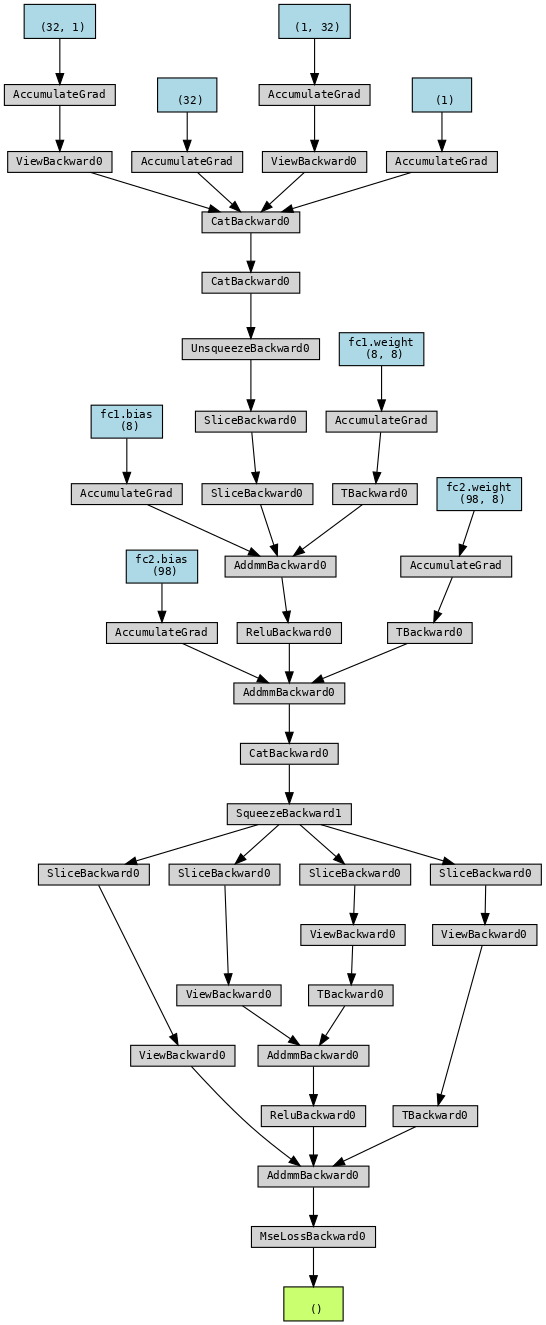 (32, 1)
(1, 32)
AccumulateGrad
(32)
AccumulateGrad
(1)
ViewBackward0
AccumulateGrad
ViewBackward0
AccumulateGrad
CatBackward0
CatBackward0
UnsqueezeBackward0
fc1.weight
(8, 8)
fc1.bias
(8)
SliceBackward0
AccumulateGrad
AccumulateGrad
SliceBackward0
TBackward0
fc2.weight
(98, 8)
fc2.bias
(98)
AddmmBackward0
AccumulateGrad
AccumulateGrad
ReluBackward0
TBackward0
AddmmBackward0
CatBackward0
SqueezeBackward1
SliceBackward0
SliceBackward0
SliceBackward0
SliceBackward0
ViewBackward0
ViewBackward0
ViewBackward0
TBackward0
ViewBackward0
AddmmBackward0
ReluBackward0
TBackward0
AddmmBackward0
MseLossBackward0
()